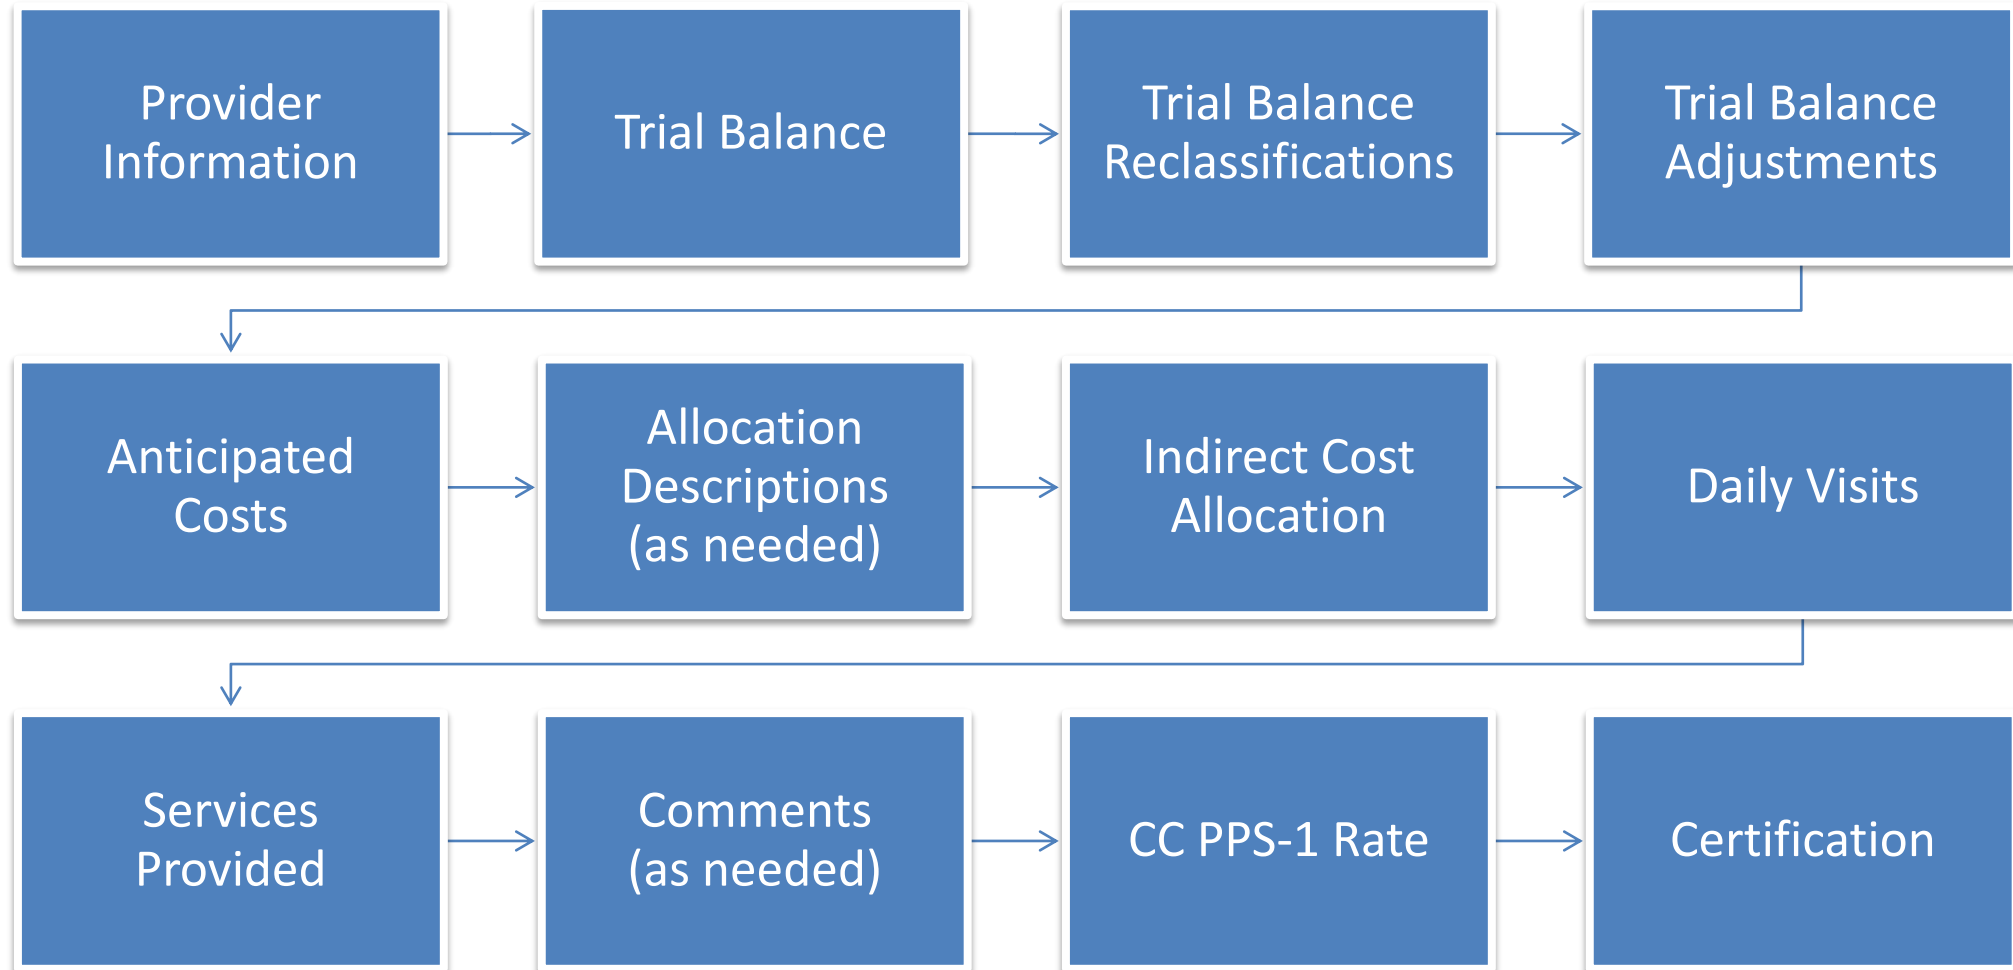 Provider
Information
Trial Balance
Trial Balance
Reclassifications
Trial Balance
Adjustments
Anticipated
Costs
Allocation
Descriptions
(as needed)
Indirect Cost
Allocation
Daily Visits
Services
Provided
Comments
(as needed)
CC PPS-1 Rate
Certification